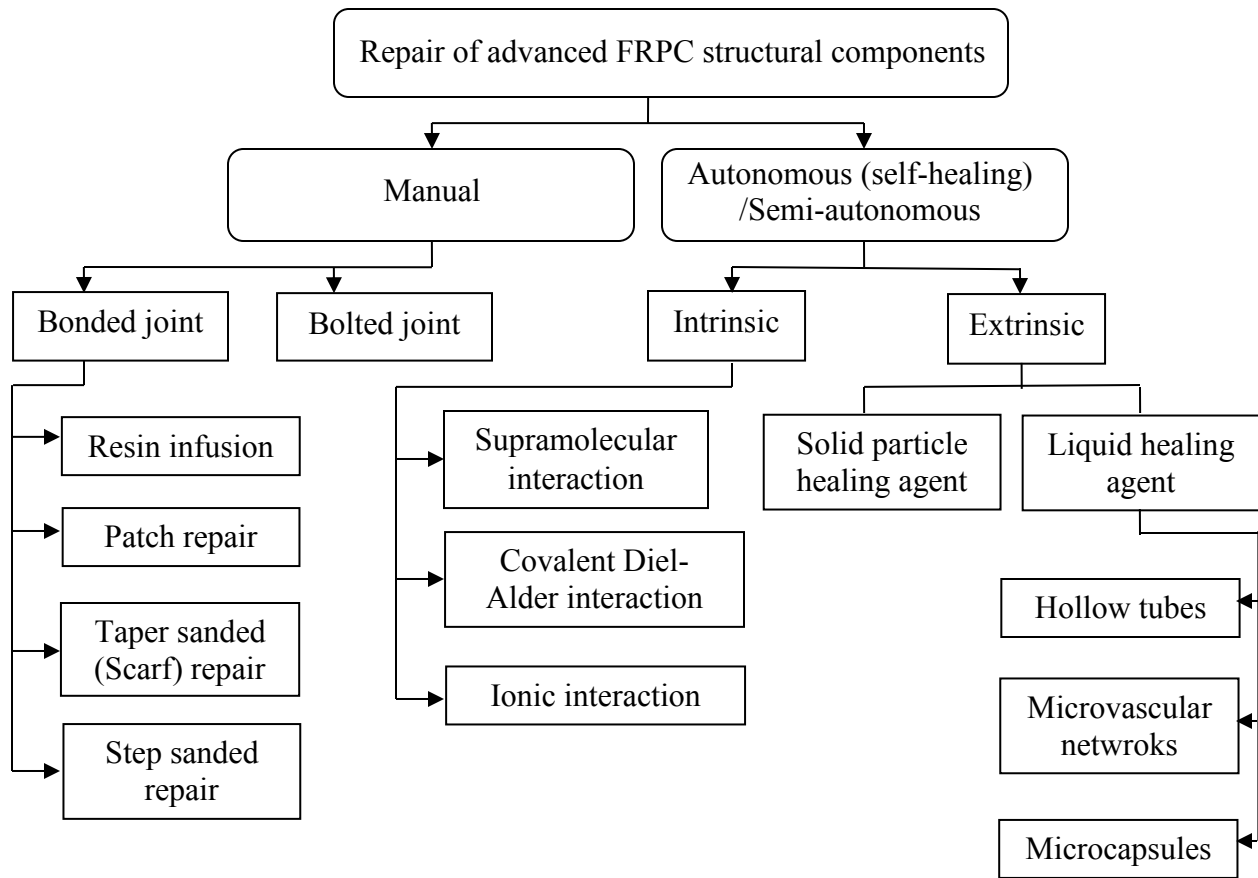 Repair of advanced FRPC structural components
Manual
Autonomous (self-healing)
/Semi-autonomous
Bonded joint
Bolted joint
Intrinsic
Extrinsic
Resin infusion
Patch repair
Taper sanded
(Scarf) repair
Step sanded
repair
Supramolecular
interaction
Covalent Diel-
Alder interaction
Ionic interaction
Solid particle
healing agent
Liquid healing
agent
Hollow tubes
Microvascular
netwroks
Microcapsules